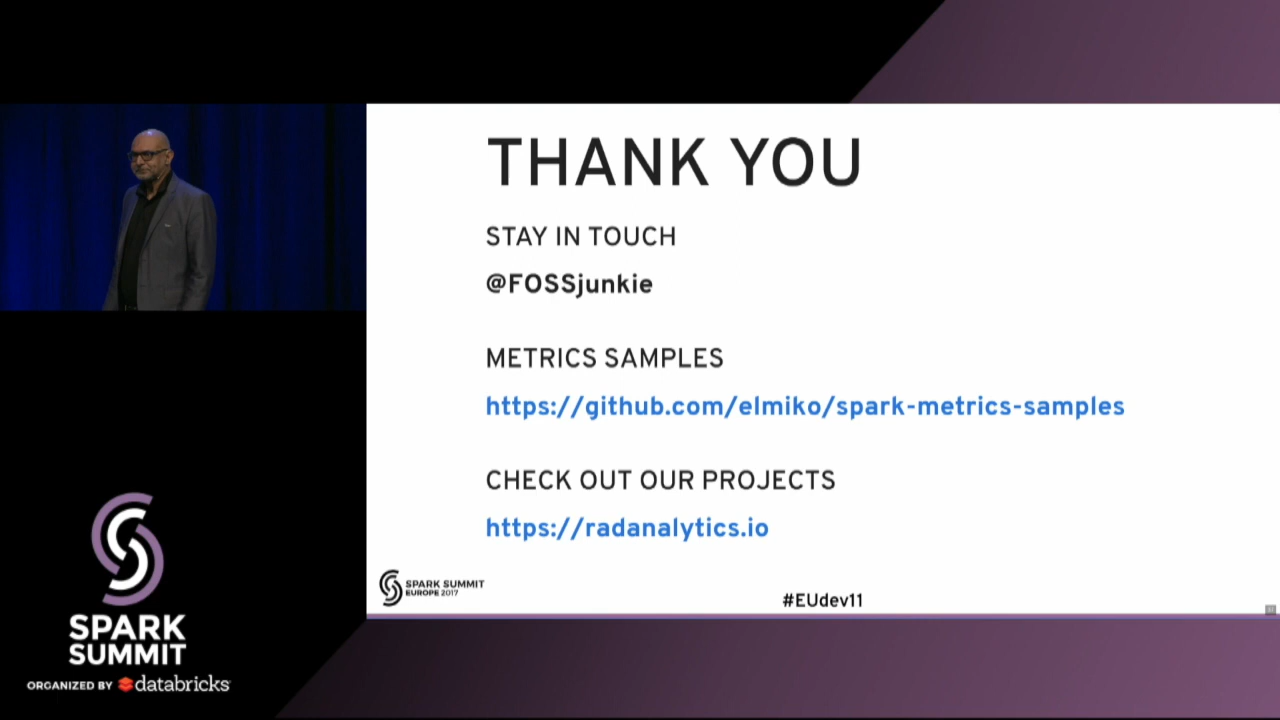 THANK YOU
STAY IN TOUCH
@FOSSjunkie
METRICS SAMPLES
https://github.com/elmiko/spark-metrics-samples
CHECK OUT OUR PROJECTS
https://radanalytics.io
SPARK SUMMIT
EUROPE 2017
#EUdev11
SPARK
SUMMIT
ORGANIZED BY databricks